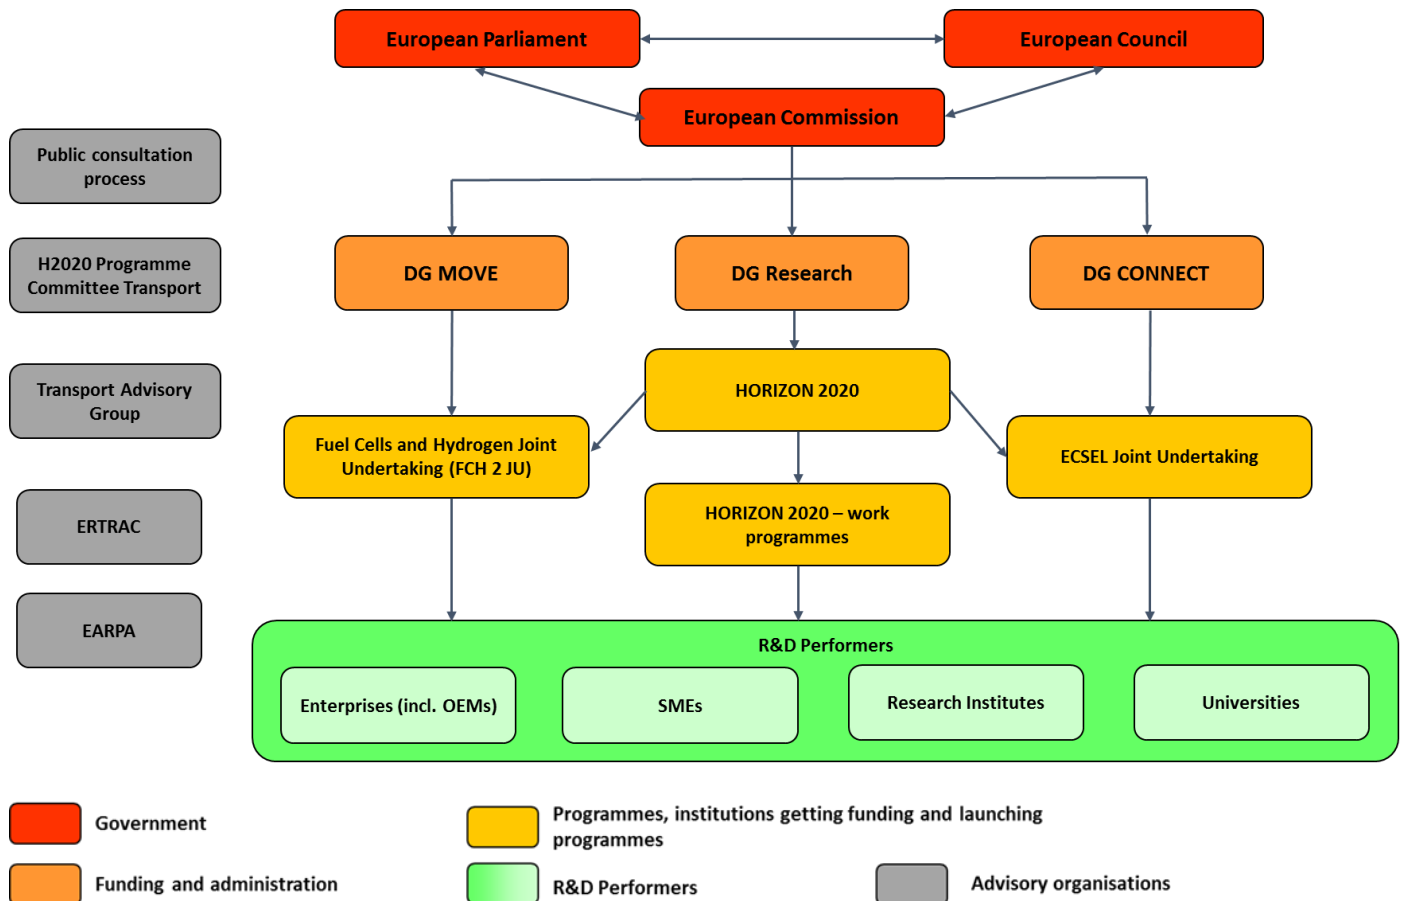 European Parliament
European Council
European Commission
Public consultation
process
H2020 Programme
Committee Transport
DG MOVE
DG Research
DG CONNECT
Transport Advisory
Group
HORIZON 2020
Fuel Cells and Hydrogen Joint
Undertaking (FCH 2 JU)
ECSEL Joint Undertaking
ERTRAC
HORIZON 2020 – work
programmes
EARPA
R&D Performers
Enterprises (incl. OEMs)
SMEs
Research Institutes
Universities
Government
Programmes, institutions getting funding and launching
programmes
Funding and administration
R&D Performers
Advisory organisations